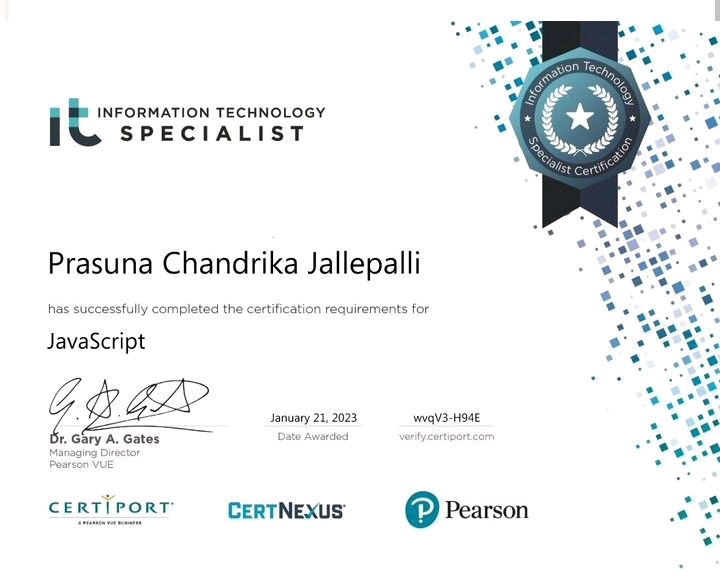 it INFORMATION TECHNOLOGY
SPECIALIST
Information Technology
Specialist Certification
Prasuna Chandrika Jallepalli
has successfully completed the certification requirements for
JavaScript
Dr. Gary A. Gates
Managing Director
Pearson VUE
January 21, 2023
Date Awarded
wvqV3-H94E
verify.certiport.com
CERTIPORT
A PEARSON VUE BUSINESS
CERTNEXUS
P Pearson